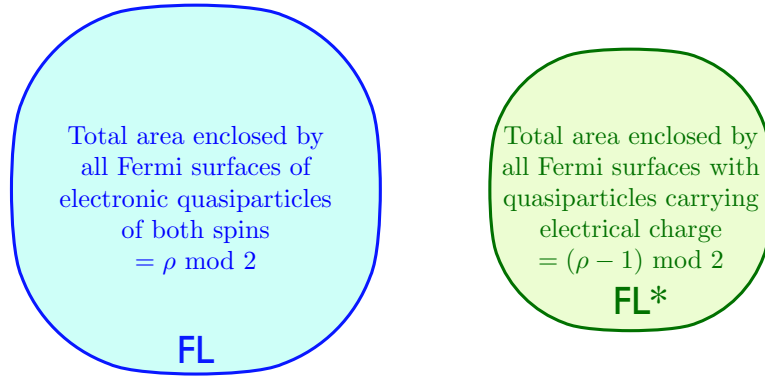 Total area enclosed by
all Fermi surfaces of
electronic quasiparticles
of both spins
= ρ mod 2
FL
Total area enclosed by
all Fermi surfaces with
quasiparticles carrying
electrical charge
= (ρ − 1) mod 2
FL*